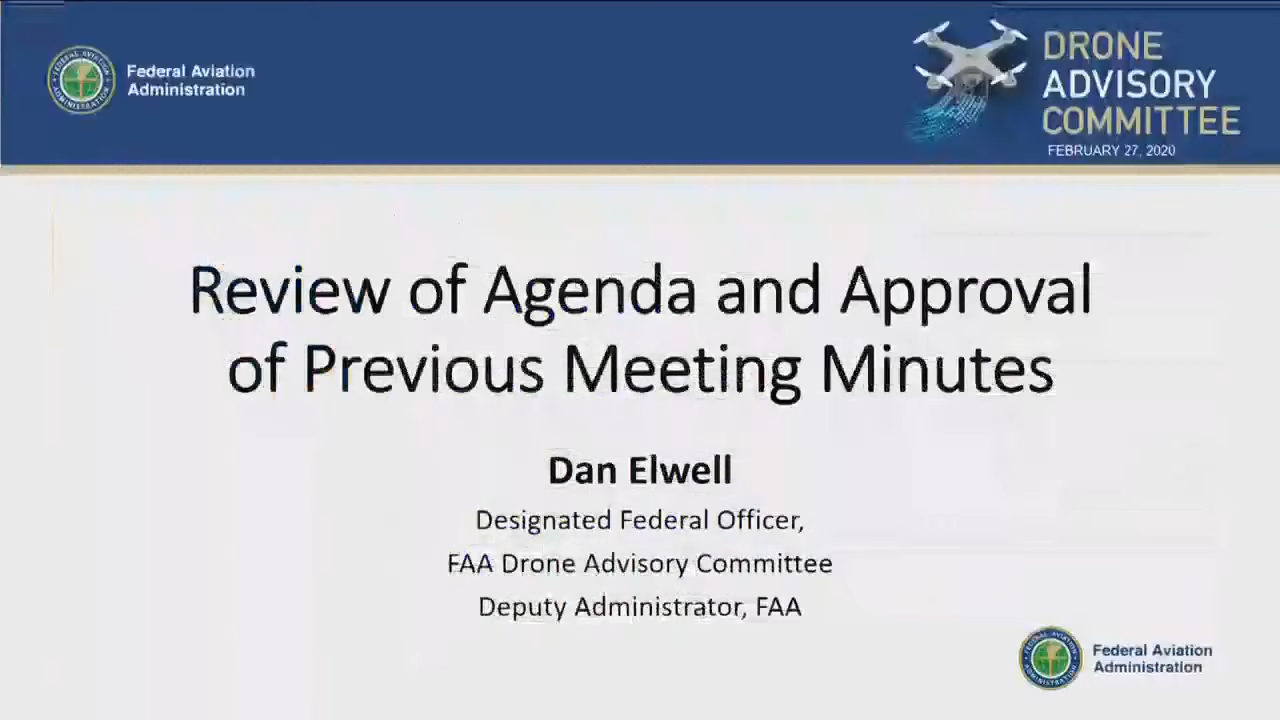 Federal Aviation
Administration
DRONE
ADVISORY
COMMITTEE
FEBRUARY 27, 2020
Review of Agenda and Approval
of Previous Meeting Minutes
Dan Elwell
Designated Federal Officer,
FAA Drone Advisory Committee
Deputy Administrator, FAA
Federal Aviation
Administration